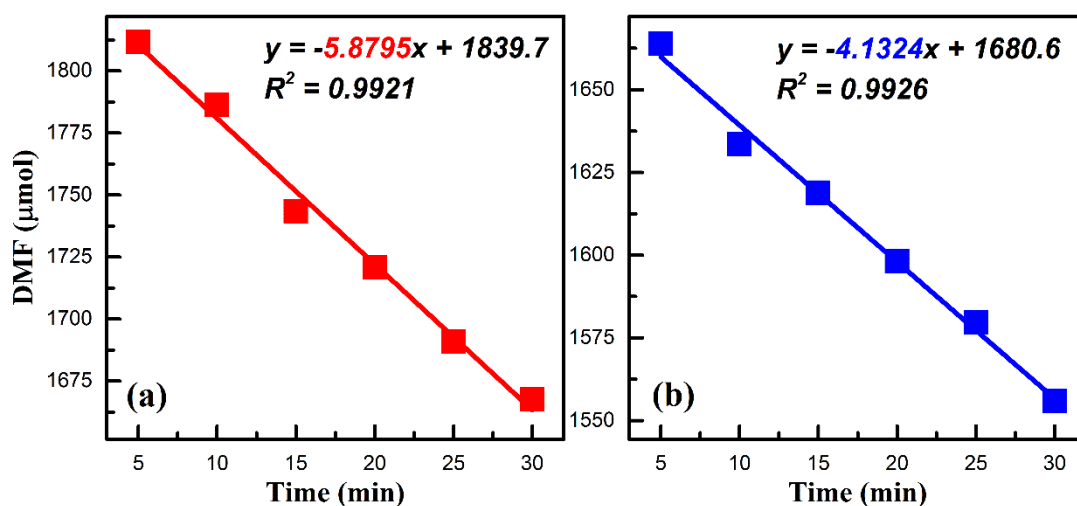 y = -5.8795x + 1839.7
R² = 0.9921
1800
1775
1750
1725
1700
1675
DMF (μmol)
(a)
5 10 15 20 25 30
Time (min)
y = -4.1324x + 1680.6
R² = 0.9926
1650
1625
1600
1575
1550
(b)
5 10 15 20 25 30
Time (min)